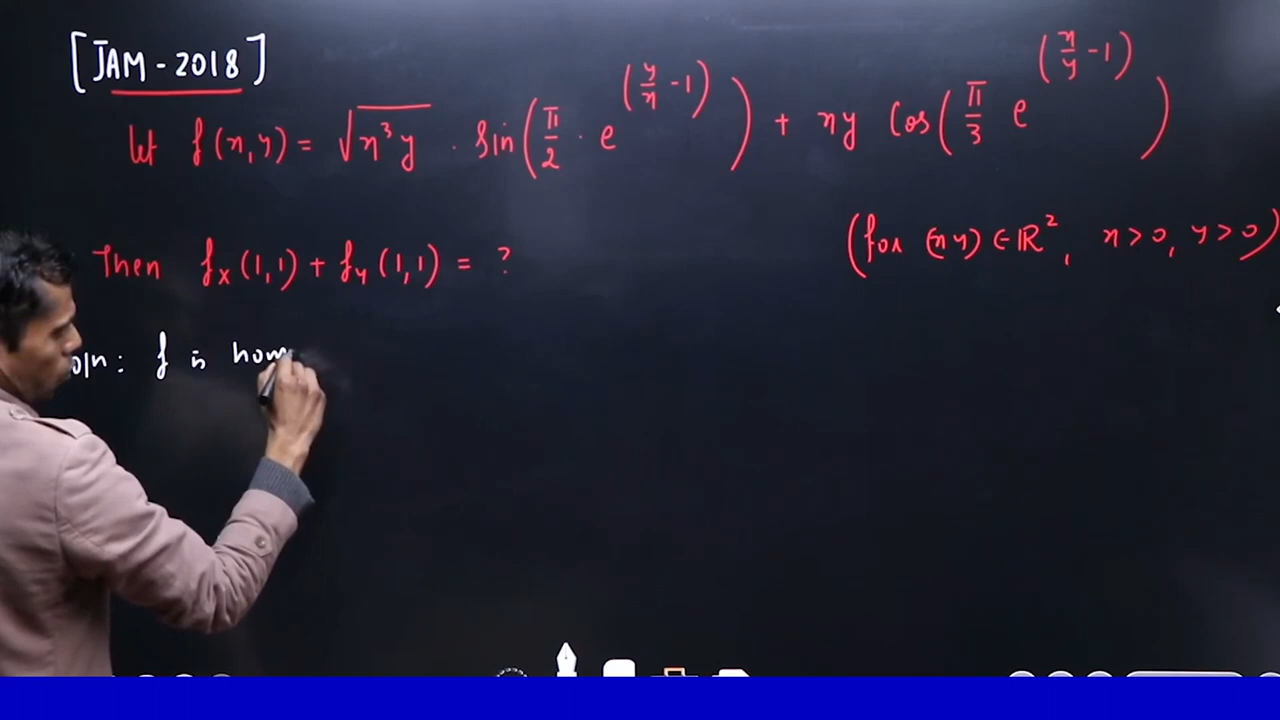 [JAM - 2018]
Let f(x,y) = √(x³y) · Sin(π/2 · e^(y/x - 1)) + xy Cos(π/3 e^(x/y - 1))
Then f_x(1,1) + f_y(1,1) = ?
(for (x,y) ∈ ℝ², x>0, y>0)
oln: f is hom